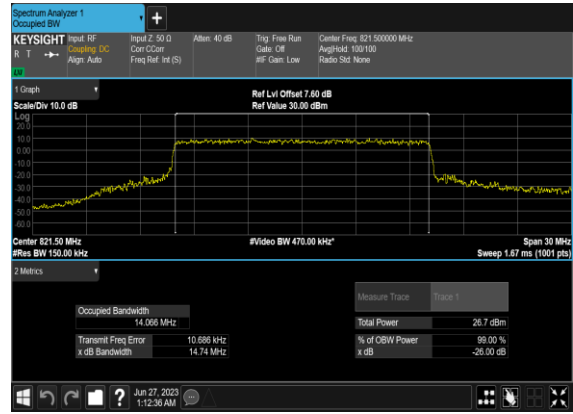 Spectrum Analyzer 1
Occupied BW
KEYSIGHT Input: RF Input Z: 50 Ω Atten: 40 dB Trig: Free Run Center Freq: 821.500000 MHz
R T Coupling: DC Corr CCorr Gate: Off Avg|Hold: 100/100
Align: Auto Freq Ref: Int (S) #IF Gain: Low Radio Std: None
1 Graph
Scale/Div 10.0 dB Ref Lvl Offset 7.60 dB
Ref Value 30.00 dBm
Log
20.0
10.0
0.00
-10.0
-20.0
-30.0
-40.0
-50.0
-60.0
Center 821.50 MHz #Video BW 470.00 kHz* Span 30 MHz
#Res BW 150.00 kHz Sweep 1.67 ms (1001 pts)
2 Metrics
Measure Trace Trace 1
Occupied Bandwidth
14.066 MHz Total Power 26.7 dBm
Transmit Freq Error 10.686 kHz % of OBW Power 99.00 %
x dB Bandwidth 14.74 MHz x dB -26.00 dB
Jun 27, 2023
1:12:36 AM